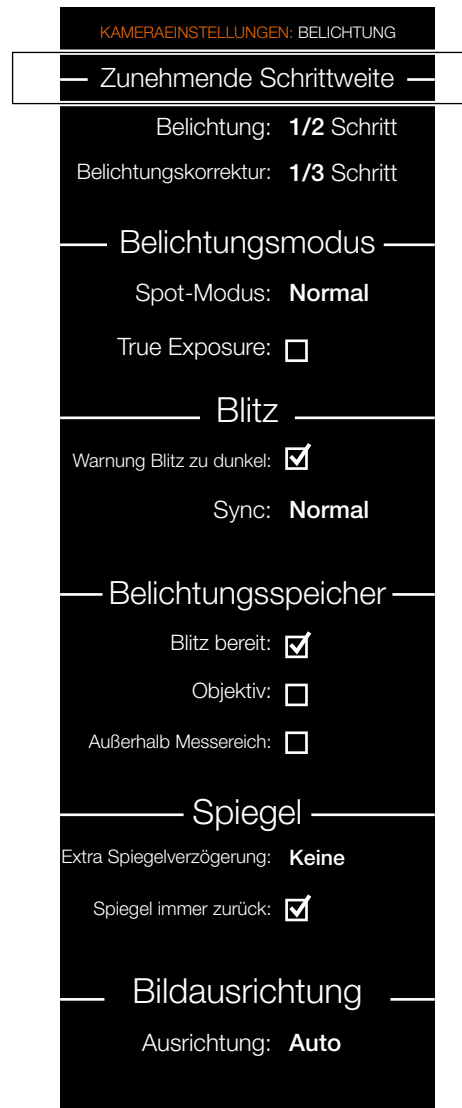 KAMERAEINSTELLUNGEN: BELICHTUNG
Zunehmende Schrittweite
Belichtung: 1/2 Schritt
Belichtungskorrektur: 1/3 Schritt
Belichtungsmodus
Spot-Modus: Normal
True Exposure:
Blitz
Warnung Blitz zu dunkel:
Sync: Normal
Belichtungsspeicher
Blitz bereit:
Objektiv:
Außerhalb Messereich:
Spiegel
Extra Spiegelverzögerung: Keine
Spiegel immer zurück:
Bildausrichtung
Ausrichtung: Auto